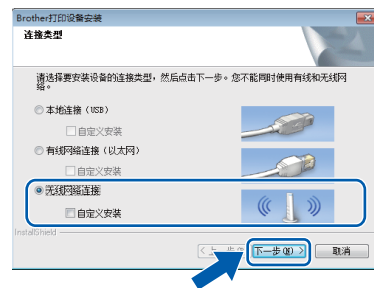 Brother打印设备安装
连接类型
请选择要安装设备的连接类型，然后点击下一步。您不能同时使用有线和无线网
络。
本地连接（USB）
自定义安装
有线网络连接（以太网）
自定义安装
无线网络连接
自定义安装
InstallShield
<上一步 下一步(N) > 取消